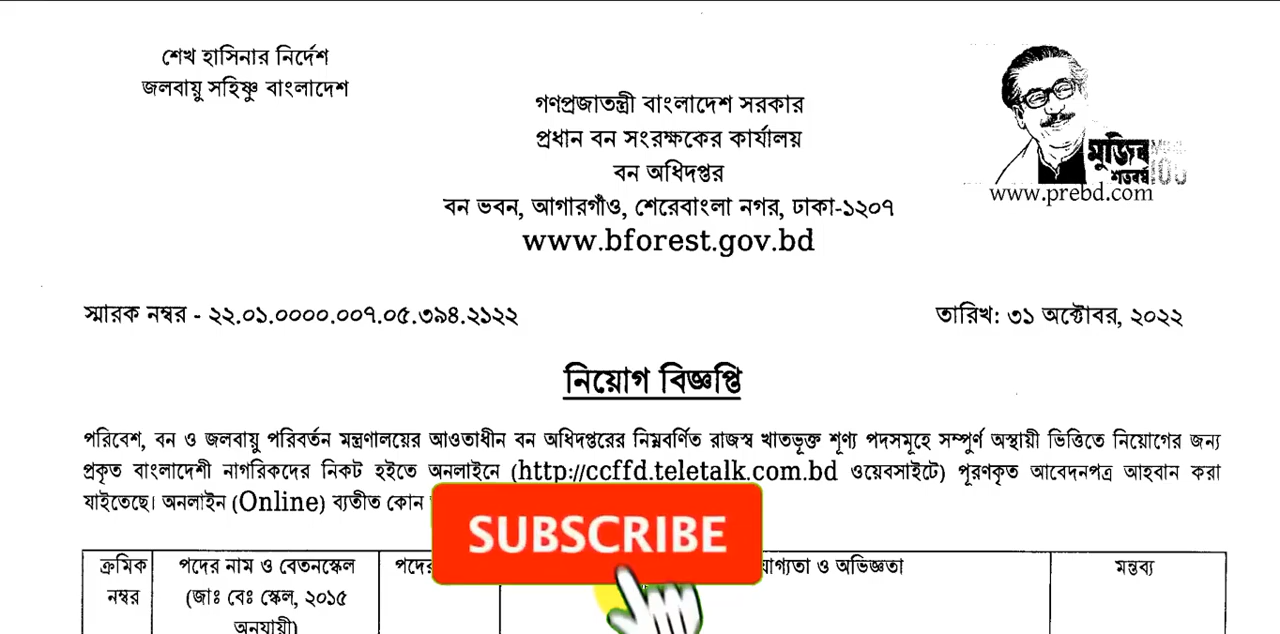 শেখ হাসিনার নির্দেশ
জলবায়ু সহিষ্ণু বাংলাদেশ
গণপ্রজাতন্ত্রী বাংলাদেশ সরকার
প্রধান বন সংরক্ষকের কার্যালয়
বন অধিদপ্তর
বন ভবন, আগারগাঁও, শেরেবাংলা নগর, ঢাকা-১২০৭
www.bforest.gov.bd
মুজিব
শতবর্ষ 100
www.prebd.com
স্মারক নম্বর - ২২.০১.০০০০.০০৭.০৫.৩৯৪.২১২২
তারিখ: ৩১ অক্টোবর, ২০২২
নিয়োগ বিজ্ঞপ্তি
পরিবেশ, বন ও জলবায়ু পরিবর্তন মন্ত্রণালয়ের আওতাধীন বন অধিদপ্তরের নিম্নবর্ণিত রাজস্ব খাতভূক্ত শূণ্য পদসমূহে সম্পুর্ণ অস্থায়ী ভিত্তিতে নিয়োগের জন্য
প্রকৃত বাংলাদেশী নাগরিকদের নিকট হইতে অনলাইনে (http://ccffd.teletalk.com.bd ওয়েবসাইটে) পূরণকৃত আবেদনপত্র আহবান করা
যাইতেছে। অনলাইন (Online) ব্যতীত কোন
SUBSCRIBE
ক্রমিক নম্বর
পদের নাম ও বেতনস্কেল
(জাঃ বেঃ স্কেল, ২০১৫
অনুযায়ী)
পদের
ও অভিজ্ঞতা
মন্তব্য